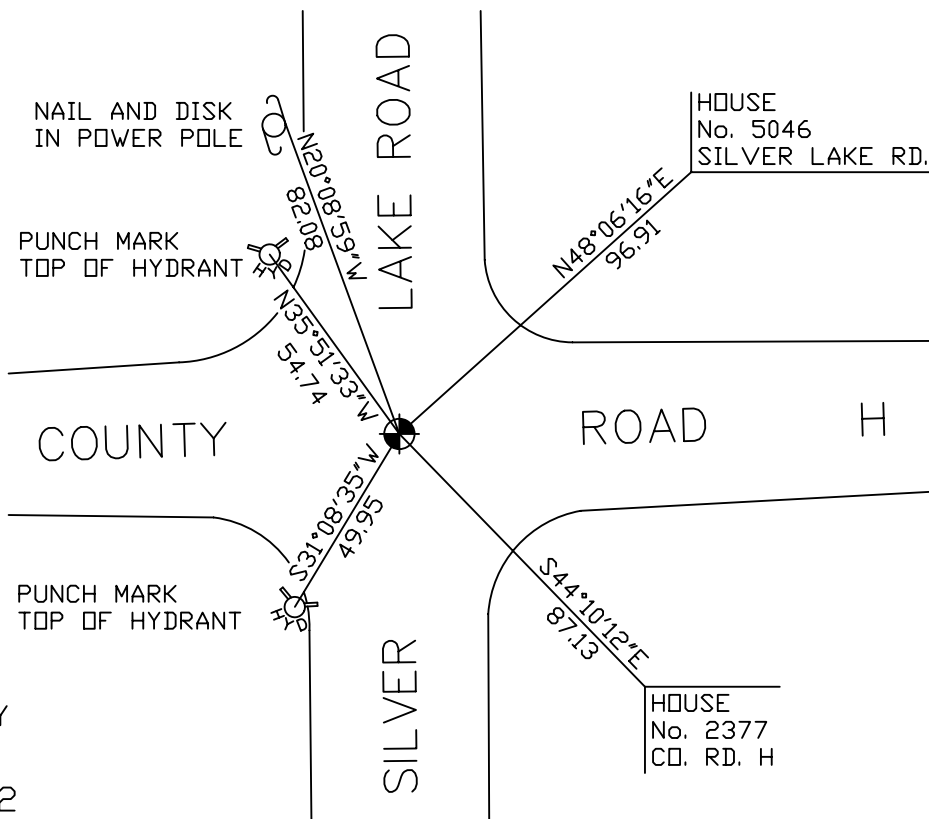 NAIL AND DISK
IN POWER POLE
PUNCH MARK
TOP OF HYDRANT
HYD
N20°08'59"W
82.08
N35°51'33"W
54.74
LAKE ROAD
N48°06'16"E
96.91
HOUSE
No. 5046
SILVER LAKE RD.
COUNTY
ROAD
H
S31°08'35"W
49.95
PUNCH MARK
TOP OF HYDRANT
HYD
SILVER
S44°10'12"E
87.13
HOUSE
No. 2377
CO. RD. H
Y
2